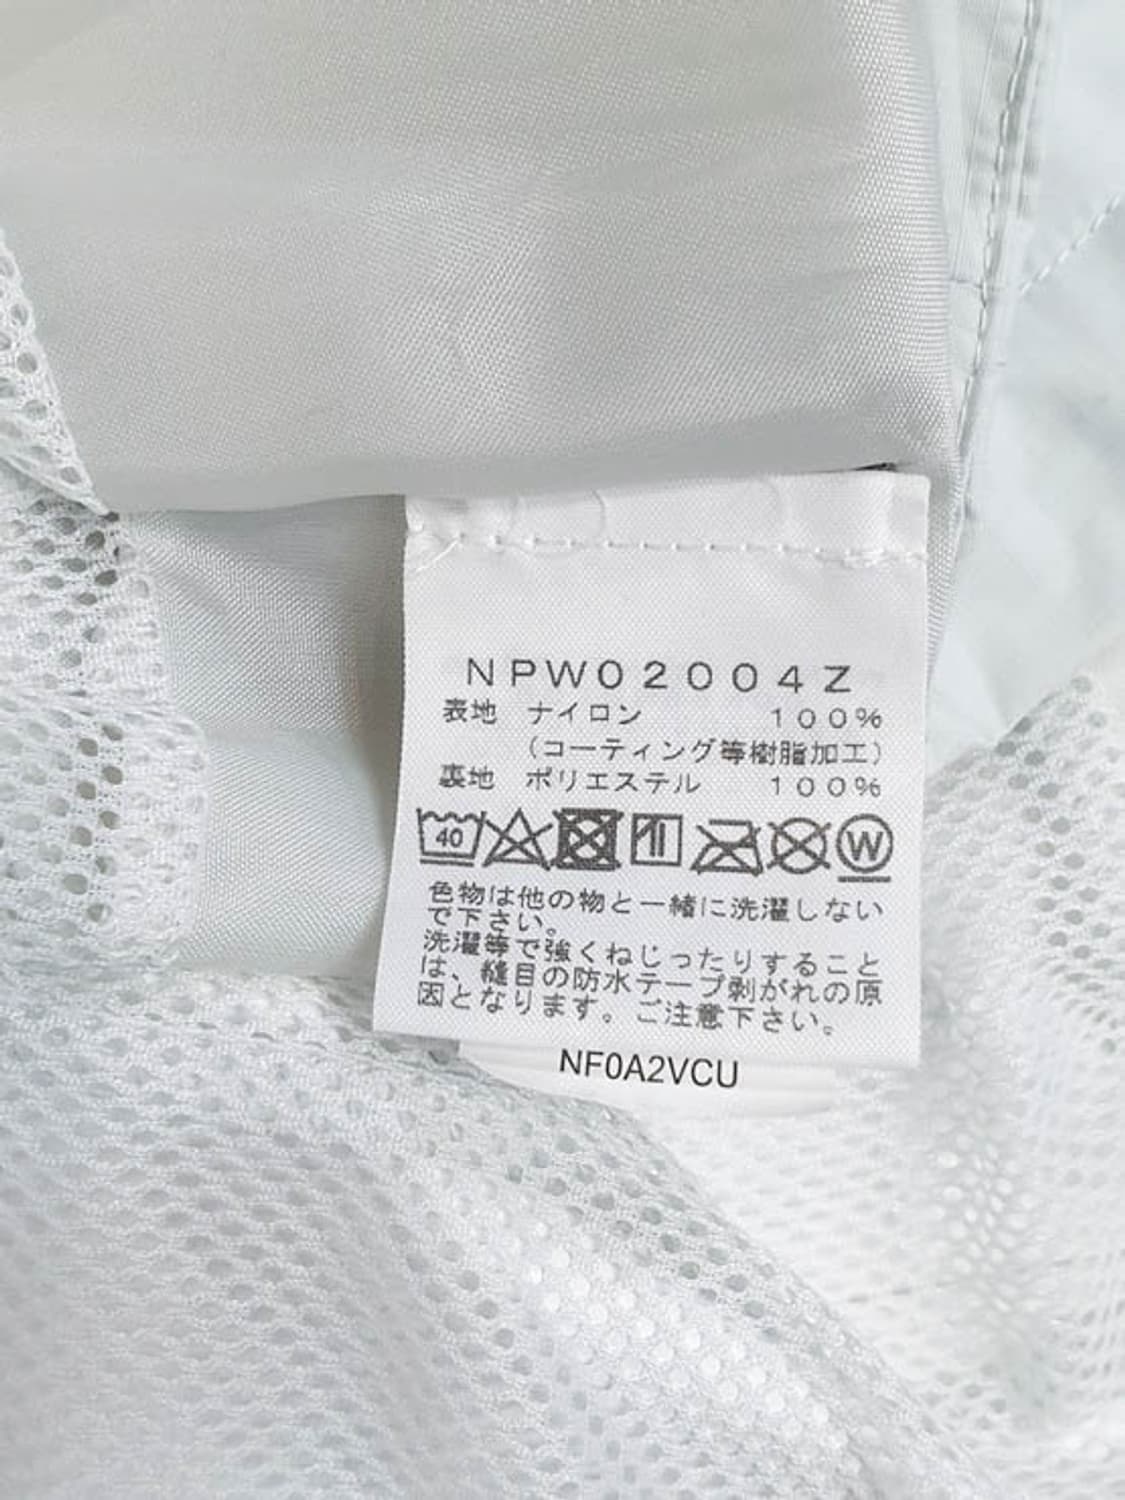 NPW02004Z
表地 ナイロン 100%
(コーティング等樹脂加工)
裏地 ポリエステル 100%
40 W
色物は他の物と一緒に洗濯しない
で下さい。
洗濯等で強くねじったりすること
は、縫目の防水テープ剥がれの原
因となります。ご注意下さい。
NF0A2VCU